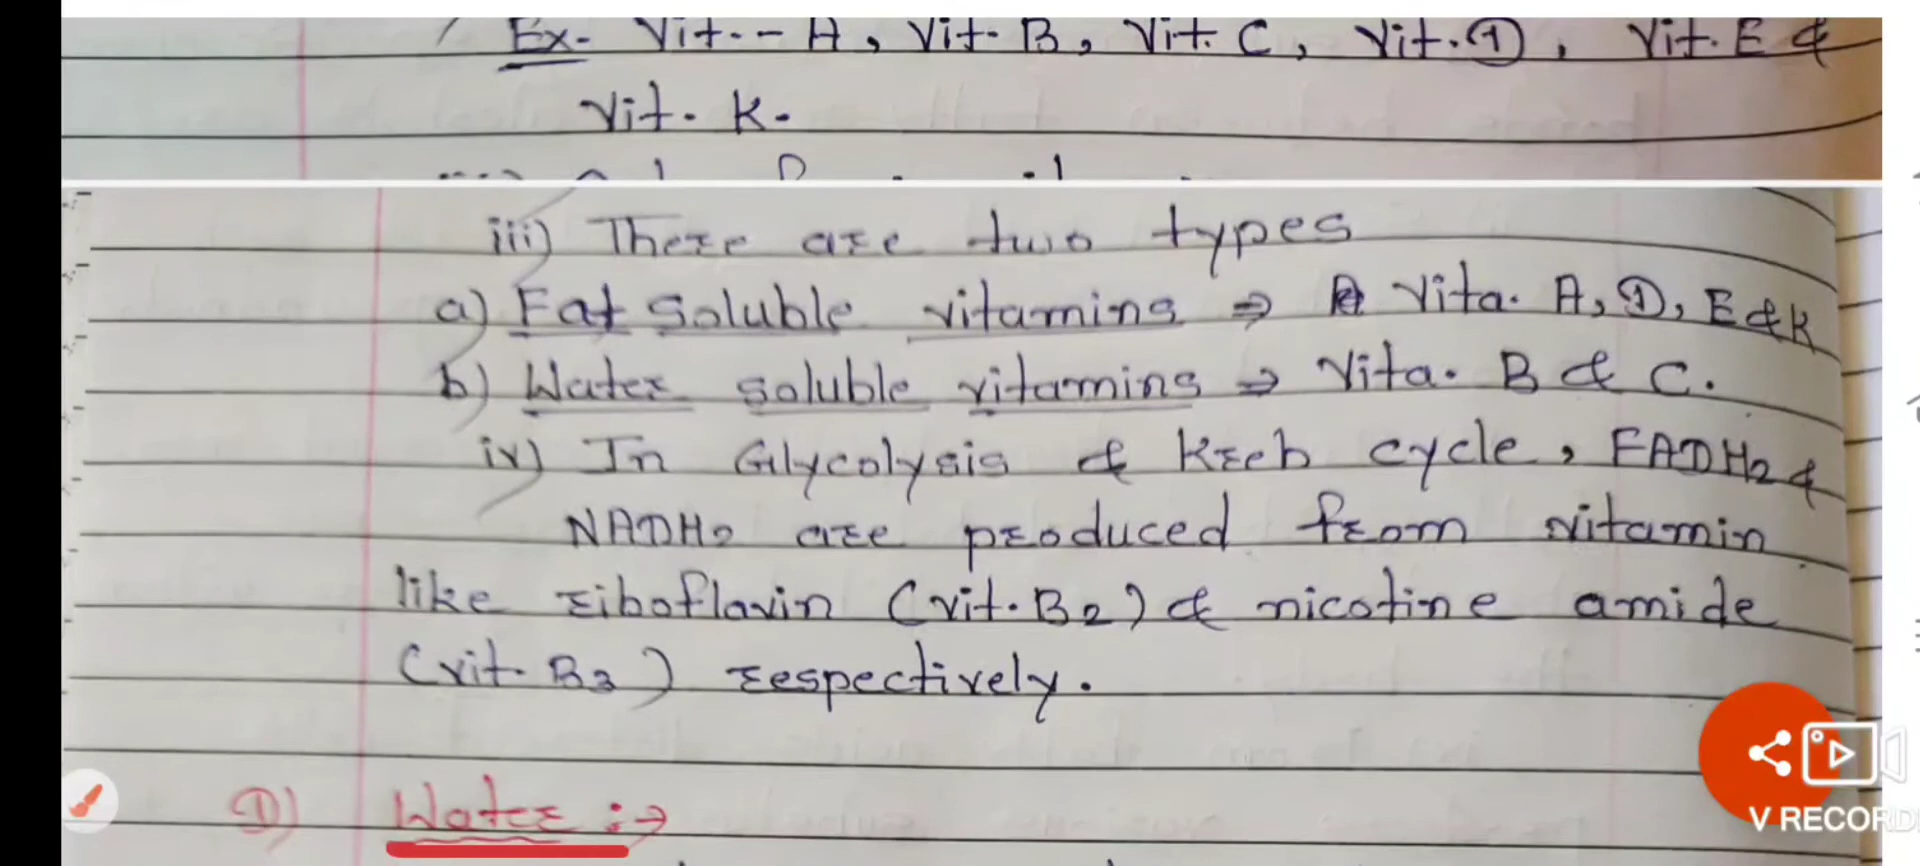 Ex- Vit.- A, Vit- B, Vit. C, Vit. D, Vit. E &
Vit. K.
iii) There are two types
a) Fat soluble vitamins ⇒ Vita. A, D, E & K
b) Water soluble vitamins ⇒ Vita. B & C.
iv) In Glycolysis & Kreb cycle, FADH2 &
NADH2 are produced from vitamin
like riboflavin (vit. B2) & nicotine amide
(vit. B3) respectively.
D) Water :→
V RECORD